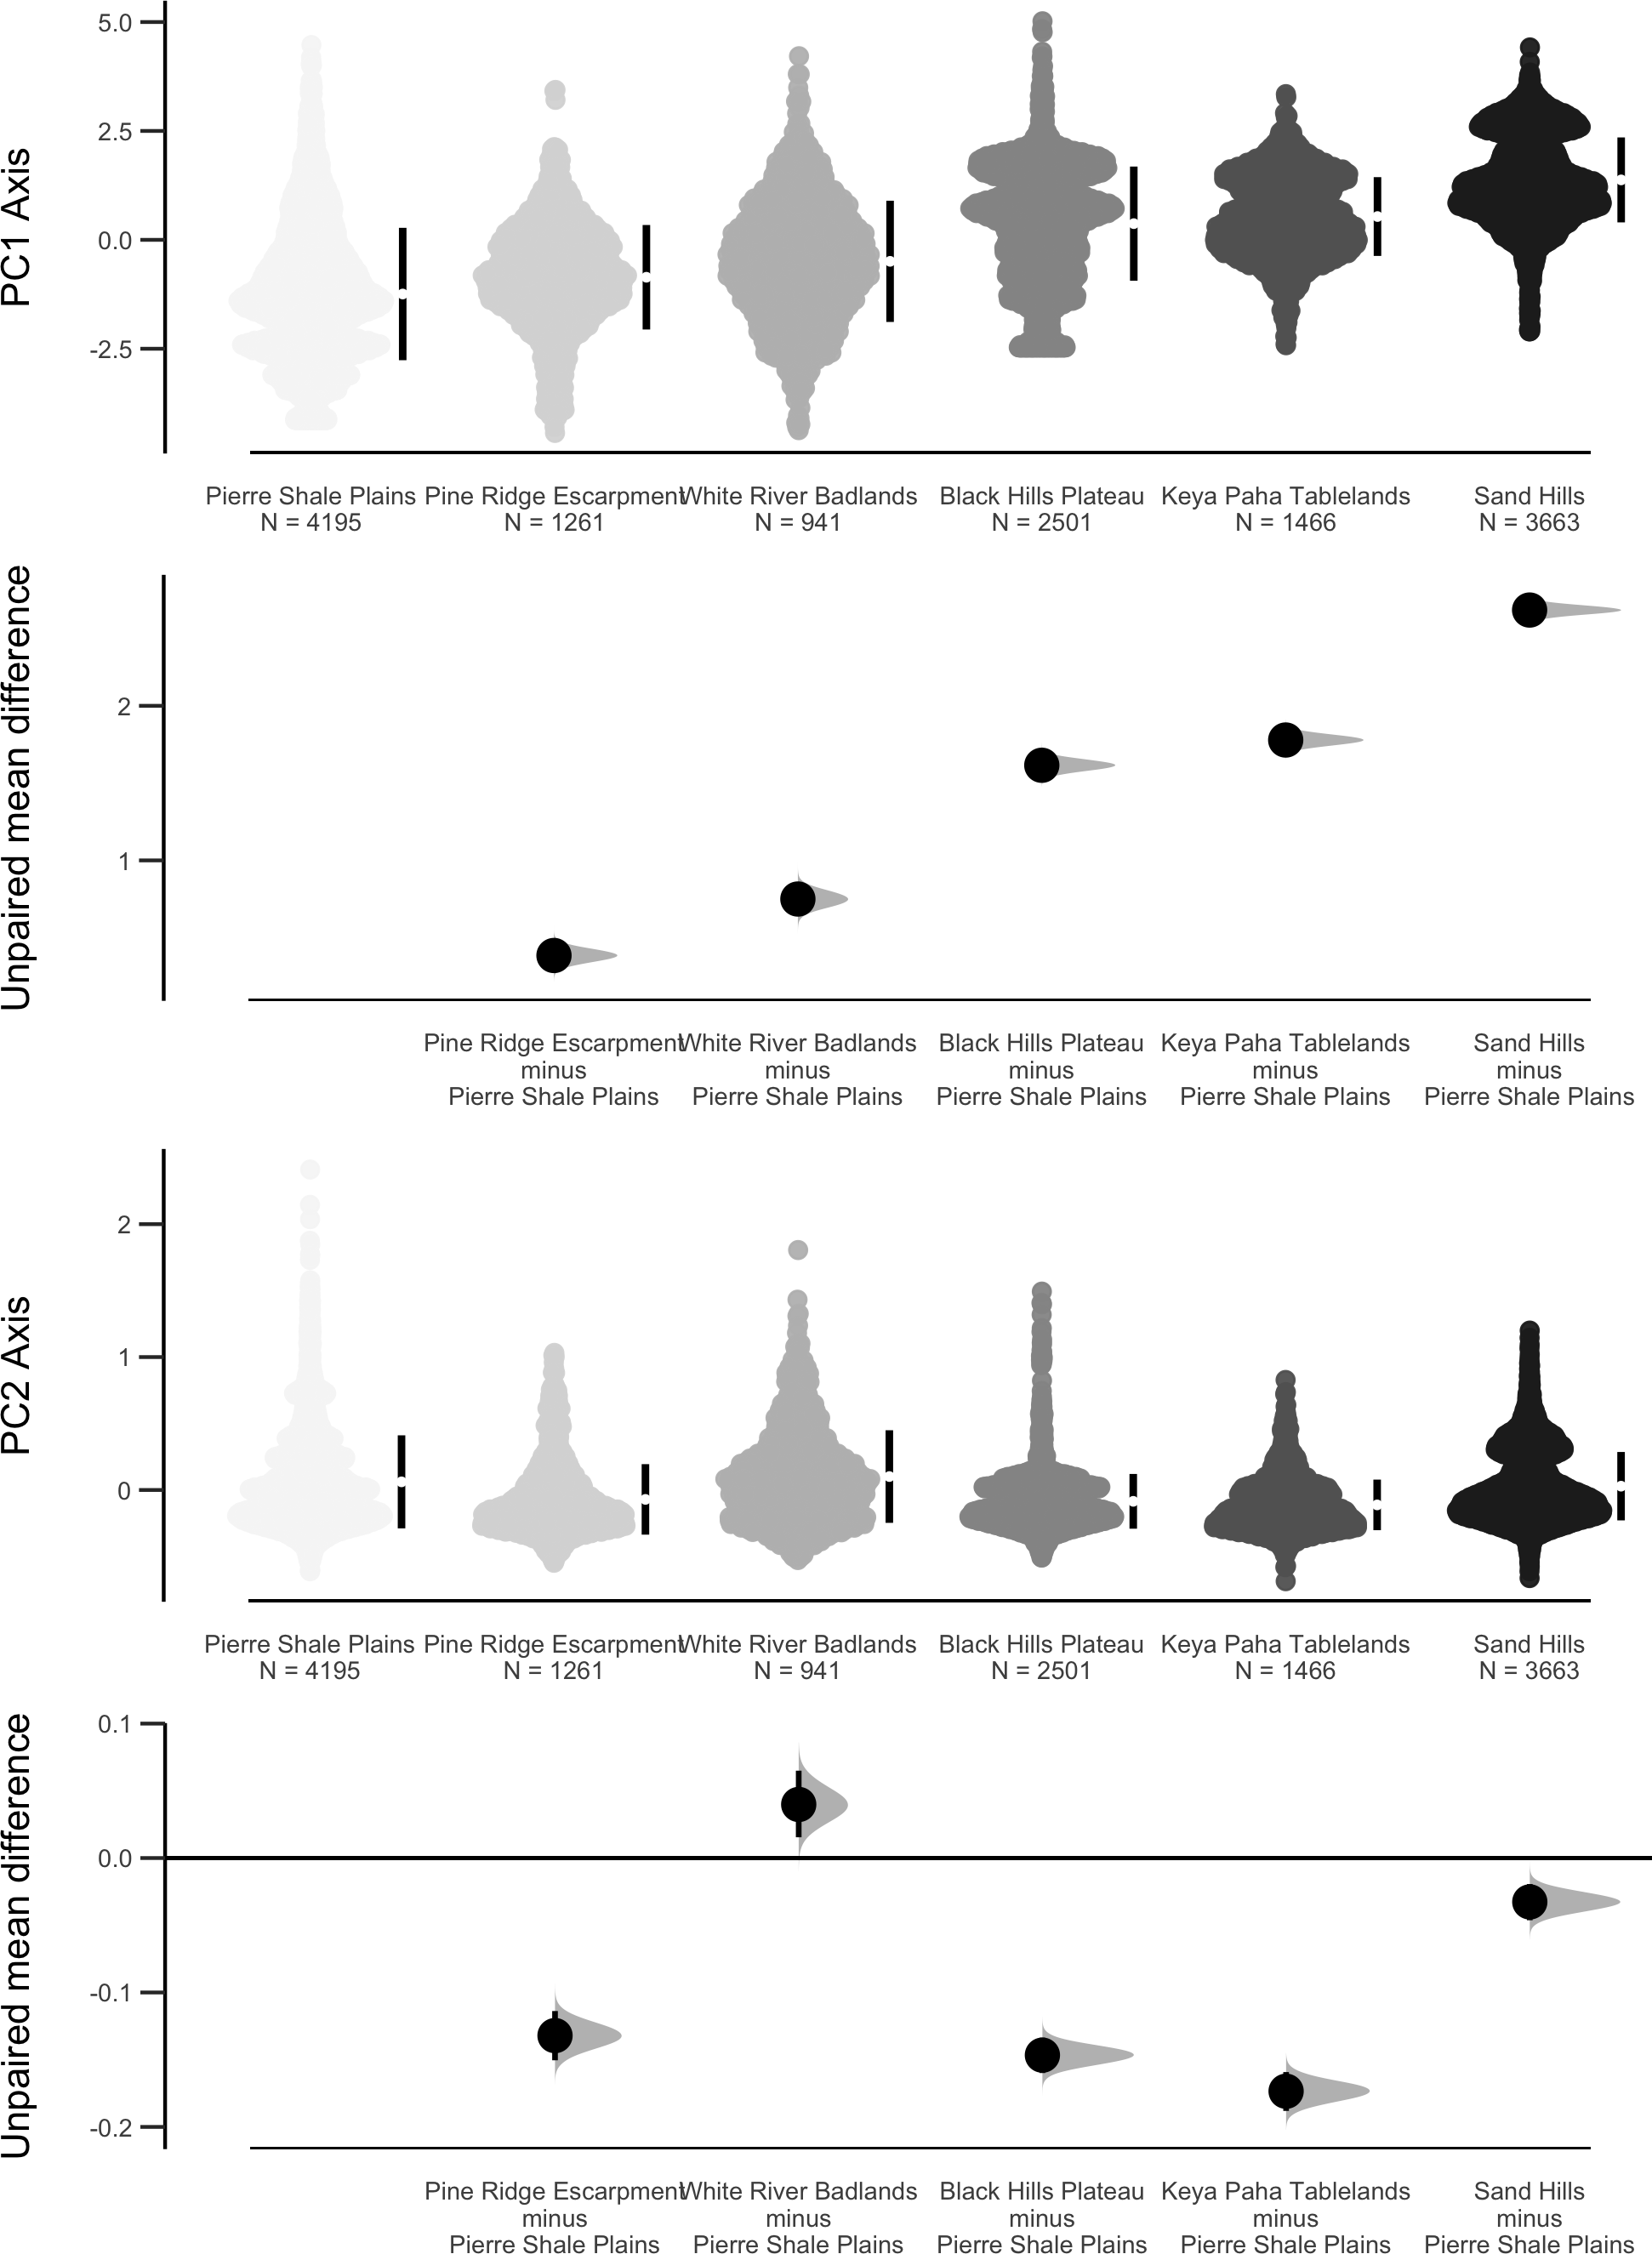 PC1 Axis
5.0
2.5
0.0
-2.5
Pierre Shale Plains Pine Ridge Escarpment White River Badlands Black Hills Plateau Keya Paha Tablelands Sand Hills
N = 4195 N = 1261 N = 941 N = 2501 N = 1466 N = 3663
Unpaired mean difference
2
1
Pine Ridge Escarpment White River Badlands Black Hills Plateau Keya Paha Tablelands Sand Hills
minus minus minus minus minus
Pierre Shale Plains Pierre Shale Plains Pierre Shale Plains Pierre Shale Plains Pierre Shale Plains
PC2 Axis
2
1
0
Pierre Shale Plains Pine Ridge Escarpment White River Badlands Black Hills Plateau Keya Paha Tablelands Sand Hills
N = 4195 N = 1261 N = 941 N = 2501 N = 1466 N = 3663
Unpaired mean difference
0.1
0.0
-0.1
-0.2
Pine Ridge Escarpment White River Badlands Black Hills Plateau Keya Paha Tablelands Sand Hills
minus minus minus minus minus
Pierre Shale Plains Pierre Shale Plains Pierre Shale Plains Pierre Shale Plains Pierre Shale Plains